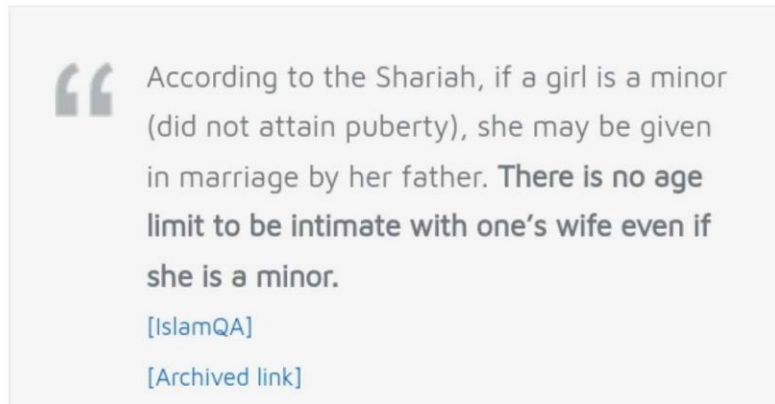 According to the Shariah, if a girl is a minor
(did not attain puberty), she may be given
in marriage by her father. There is no age
limit to be intimate with one's wife even if
she is a minor.
[IslamQA]
[Archived link]